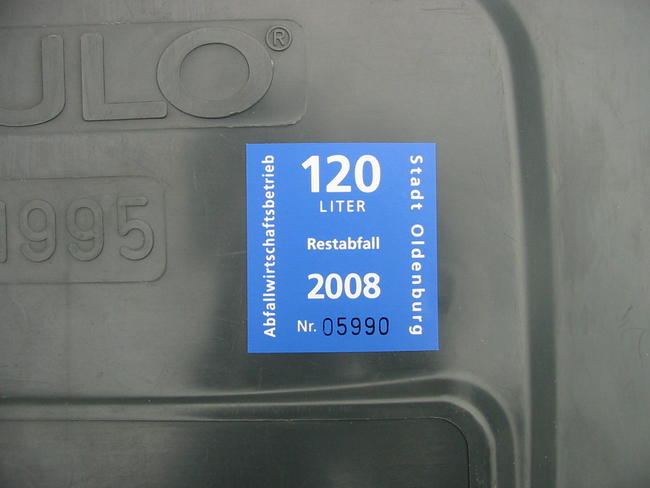 ULO®
1995
Abfallwirtschaftsbetrieb
120
LITER
Restabfall
2008
Nr. 05990
Stadt Oldenburg